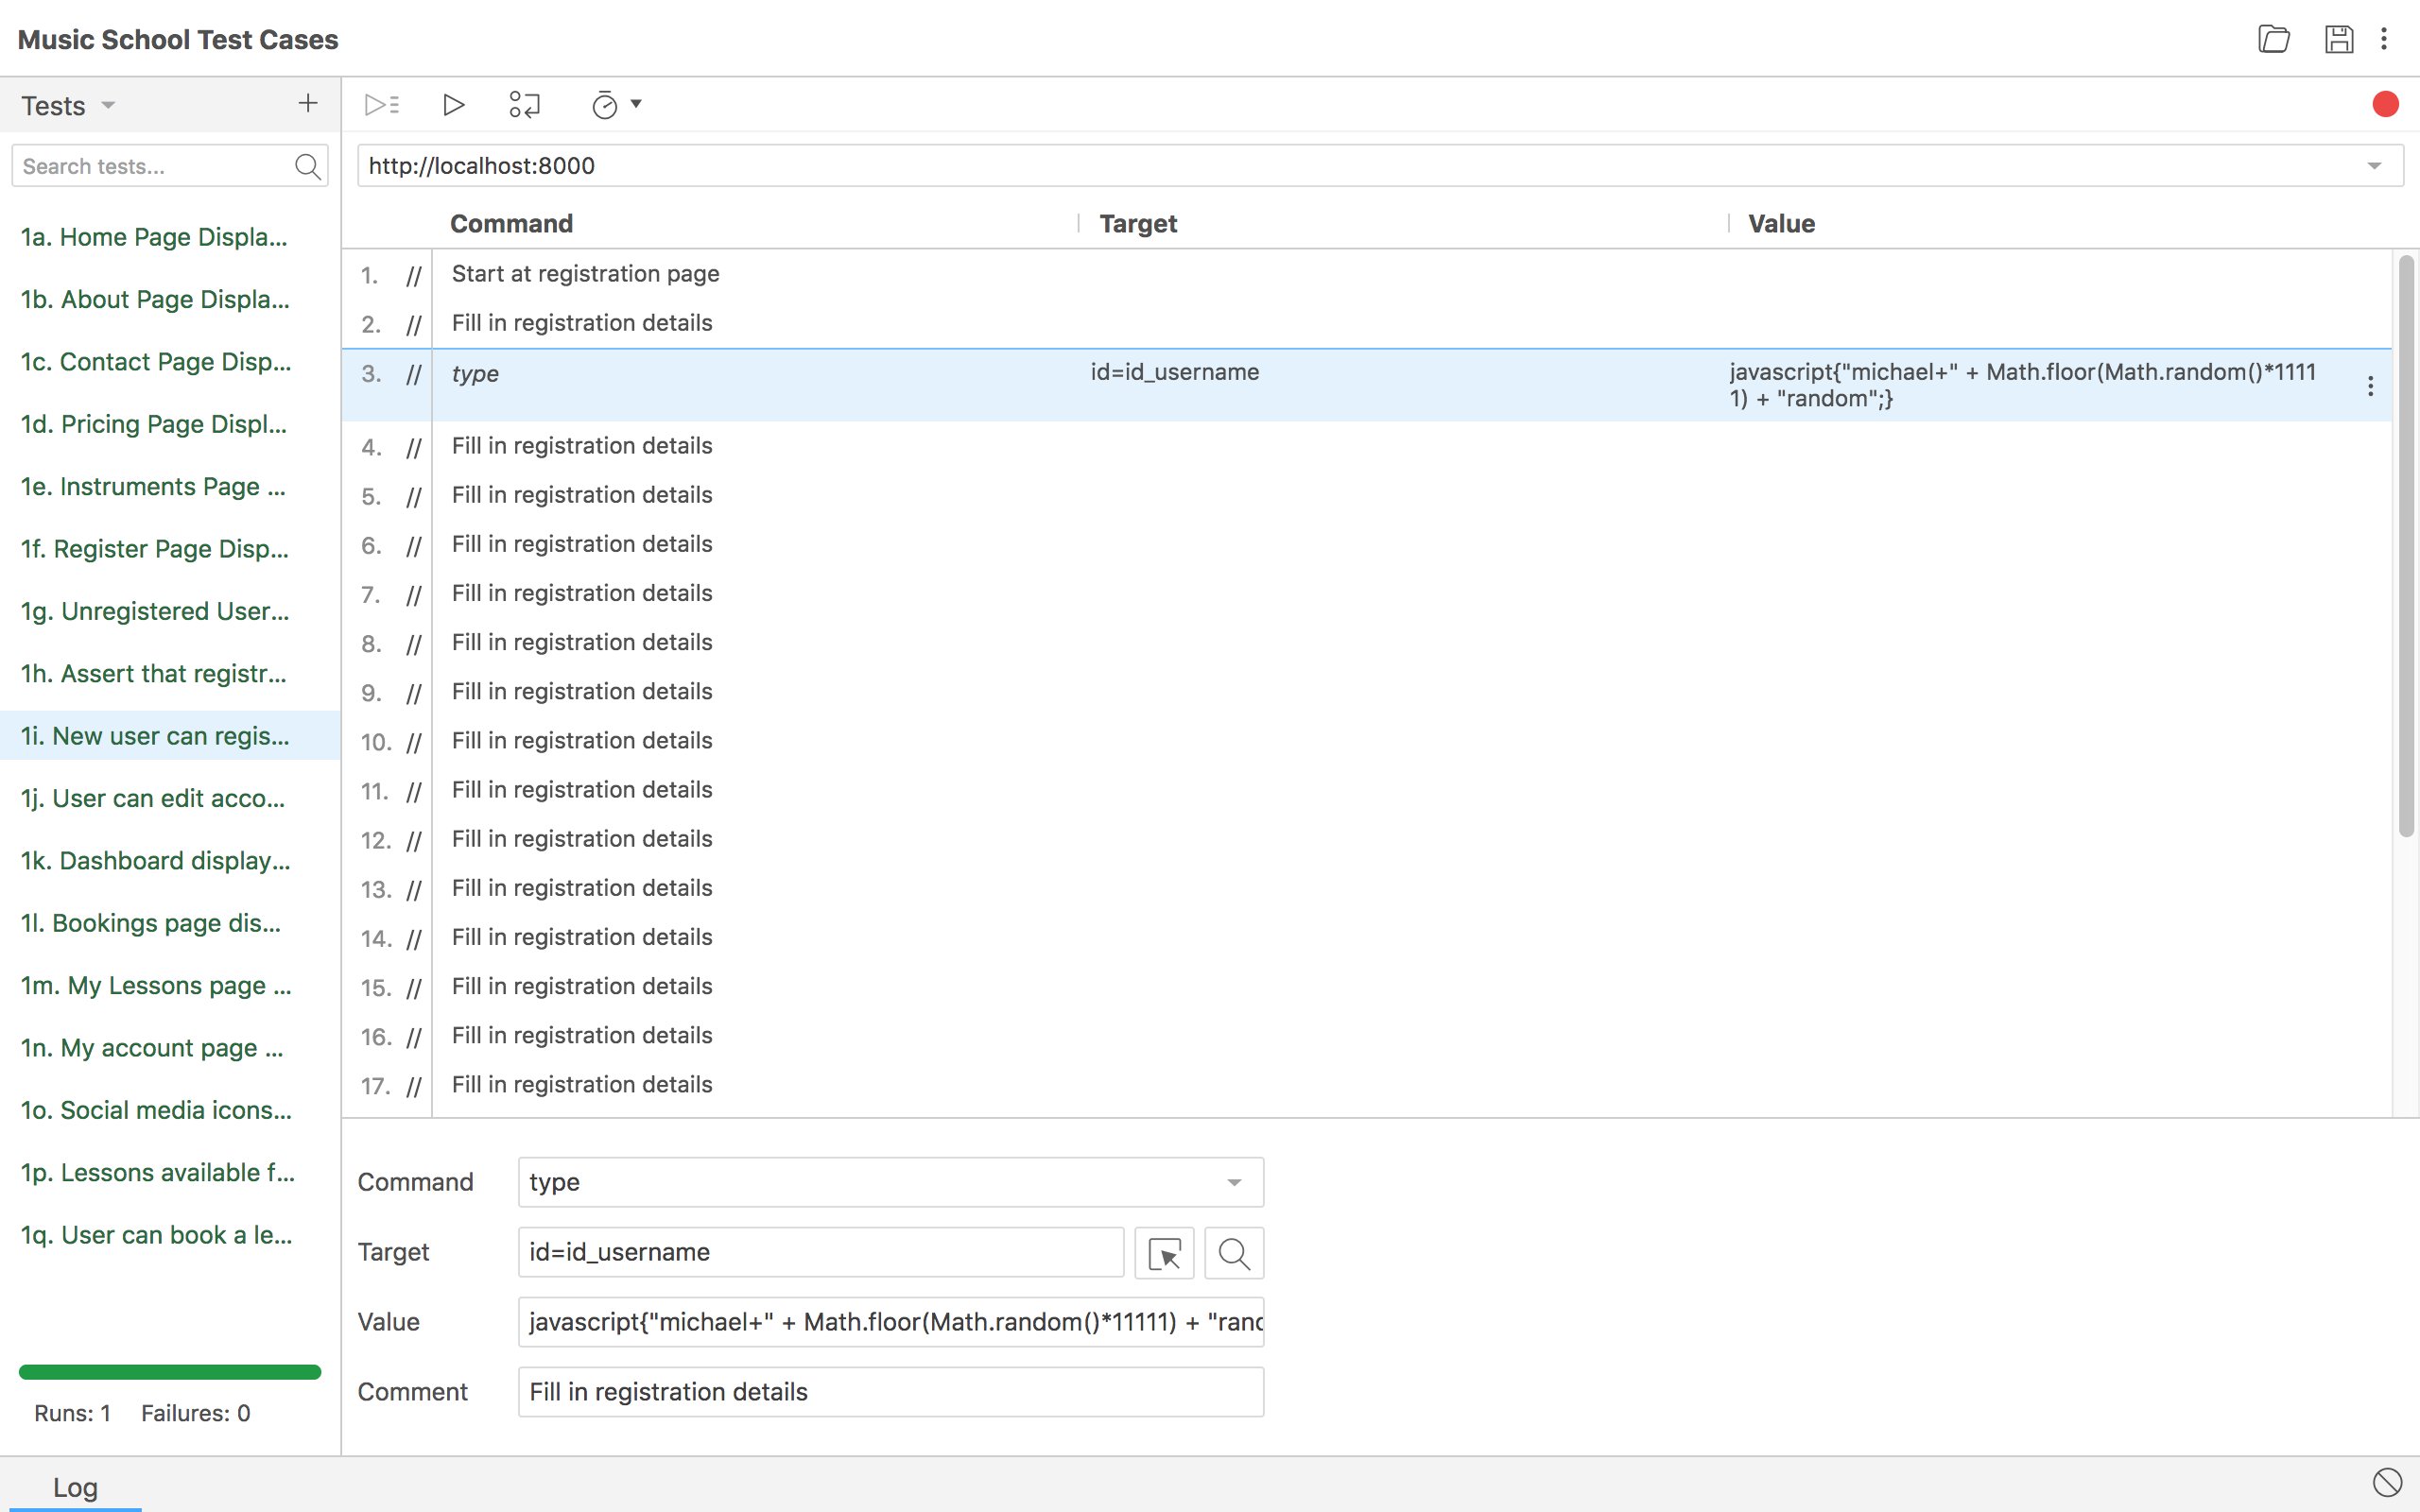 Music School Test Cases
Tests
Search tests...
1a. Home Page Displa...
1b. About Page Displa...
1c. Contact Page Disp...
1d. Pricing Page Displ...
1e. Instruments Page ...
1f. Register Page Disp...
1g. Unregistered User...
1h. Assert that registr...
1i. New user can regis...
1j. User can edit acco...
1k. Dashboard display...
1l. Bookings page dis...
1m. My Lessons page ...
1n. My account page ...
1o. Social media icons...
1p. Lessons available f...
1q. User can book a le...
Runs: 1 Failures: 0
http://localhost:8000
Command Target Value
1. // Start at registration page
2. // Fill in registration details
3. // type id=id_username javascript{"michael+" + Math.floor(Math.random()*1111
1) + "random";}
4. // Fill in registration details
5. // Fill in registration details
6. // Fill in registration details
7. // Fill in registration details
8. // Fill in registration details
9. // Fill in registration details
10. // Fill in registration details
11. // Fill in registration details
12. // Fill in registration details
13. // Fill in registration details
14. // Fill in registration details
15. // Fill in registration details
16. // Fill in registration details
17. // Fill in registration details
Command type
Target id=id_username
Value javascript{"michael+" + Math.floor(Math.random()*11111) + "rand
Comment Fill in registration details
Log